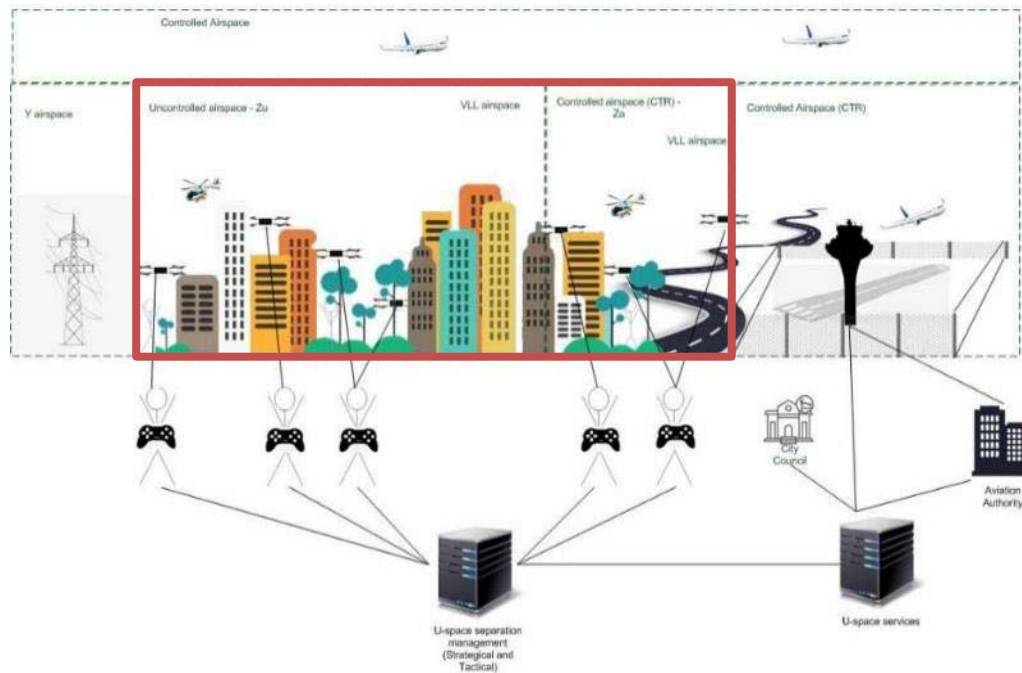 Controlled Airspace
Y airspace
Uncontrolled airspace - Zu
VLL airspace
Controlled airspace (CTR) -
Za
VLL airspace
Controlled Airspace (CTR)
City
Council
Aviation
Authority
U-space separation
management
(Strategical and
Tactical)
U-space services